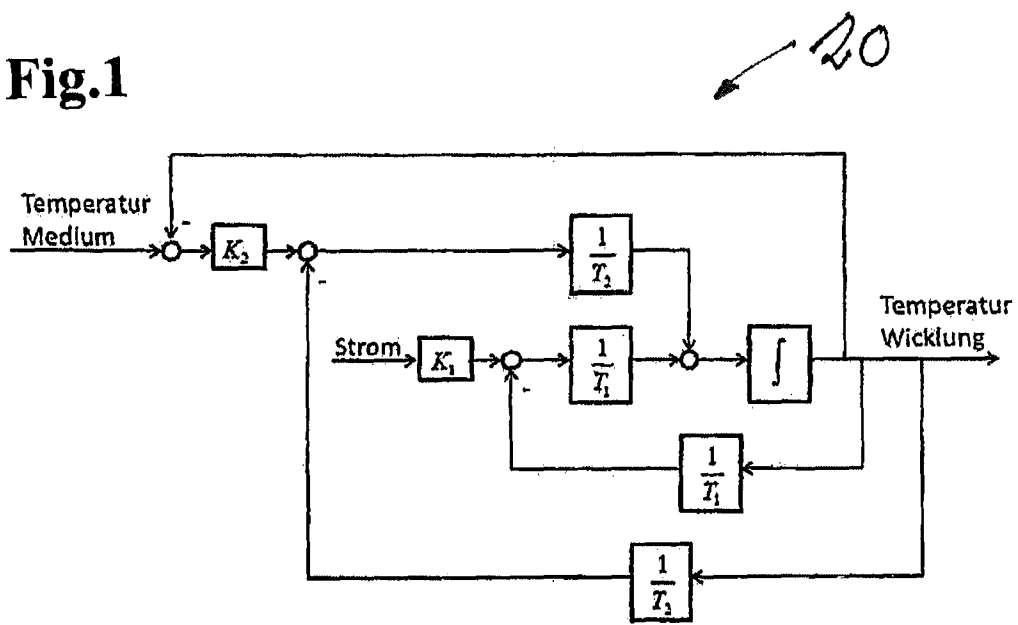 Fig.1
20
Temperatur
Medium
-
K₂
-
1
T₂
Temperatur
Wicklung
Strom
K₁
-
1
T₁
∫
1
T₁
1
T₂